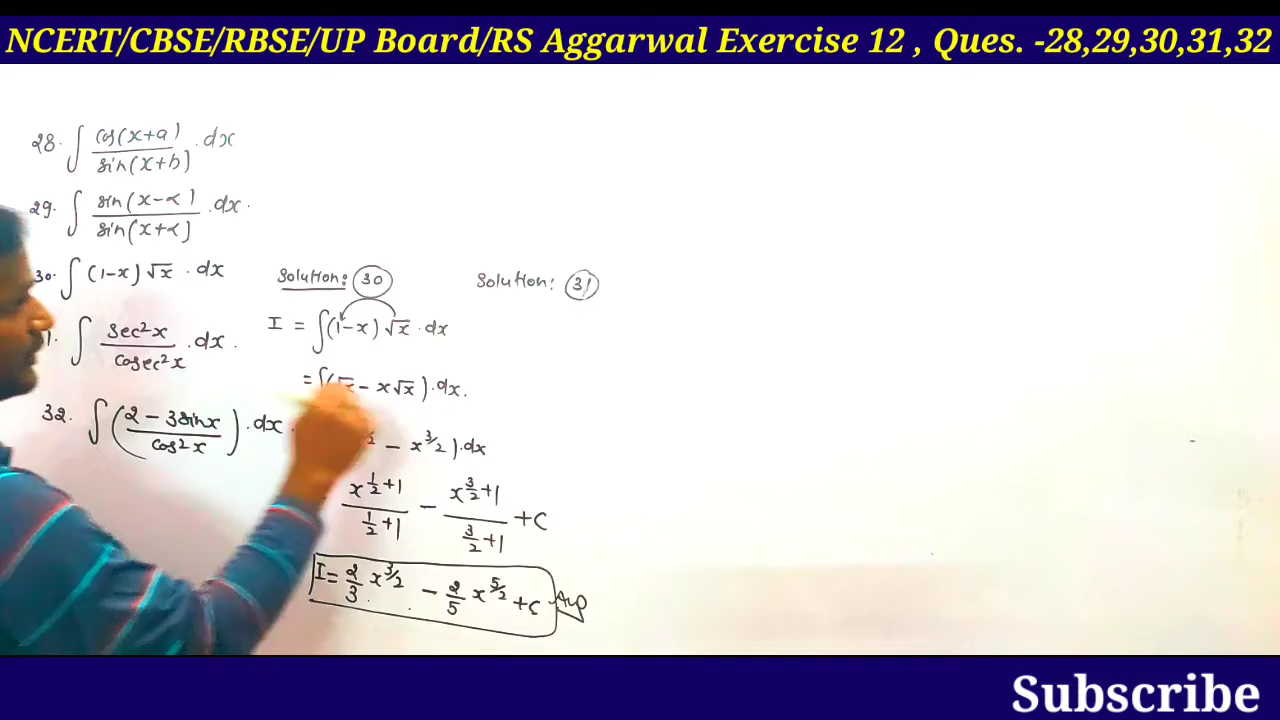 NCERT/CBSE/RBSE/UP Board/RS Aggarwal Exercise 12 , Ques. -28,29,30,31,32
28. ∫ cos(x+a)/sin(x+b) .dx
29. ∫ sin(x-α)/sin(x+α) .dx.
30. ∫ (1-x) √x . dx
1. ∫ sec²x/cosec²x .dx.
32. ∫ (2 - 3sinx/cos²x) .dx.
Solution: 30
I = ∫(1-x) √x . dx
= ∫(√x - x√x).dx.
- x^3/2).dx
x^(1/2+1)/(1/2+1) - x^(3/2+1)/(3/2+1) + C
I = 2/3 x^3/2 - 2/5 x^5/2 + C Ans
Solution: 31
Subscribe